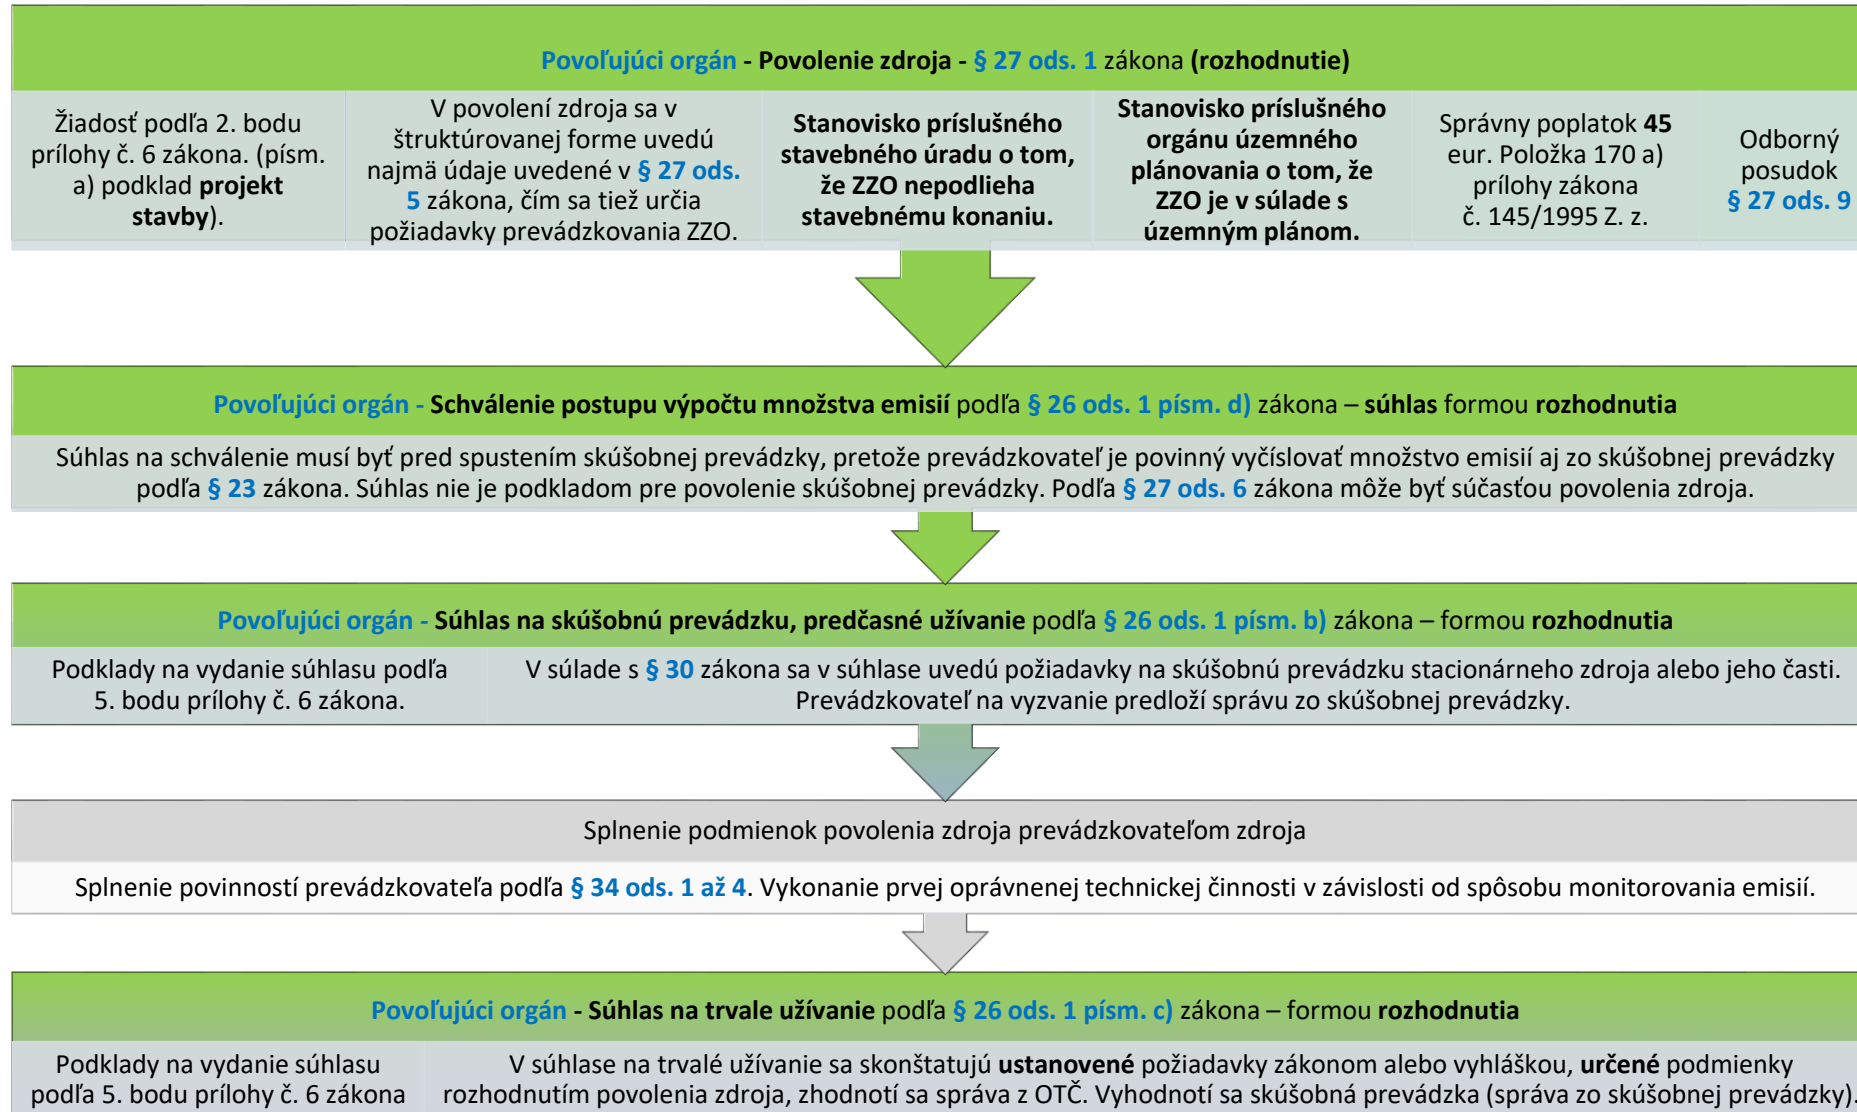 Povoľujúci orgán - Povolenie zdroja - § 27 ods. 1 zákona (rozhodnutie)
Žiadosť podľa 2. bodu
prílohy č. 6 zákona. (písm.
a) podklad projekt
stavby).
V povolení zdroja sa v
štruktúrovanej forme uvedú
najmä údaje uvedené v § 27 ods.
5 zákona, čím sa tiež určia
požiadavky prevádzkovania ZZO.
Stanovisko príslušného
stavebného úradu o tom,
že ZZO nepodlieha
stavebnému konaniu.
Stanovisko príslušného
orgánu územného
plánovania o tom, že
ZZO je v súlade s
územným plánom.
Správny poplatok 45
eur. Položka 170 a)
prílohy zákona
č. 145/1995 Z. z.
Odborný
posudok
§ 27 ods. 9
Povoľujúci orgán - Schválenie postupu výpočtu množstva emisií podľa § 26 ods. 1 písm. d) zákona – súhlas formou rozhodnutia
Súhlas na schválenie musí byť pred spustením skúšobnej prevádzky, pretože prevádzkovateľ je povinný vyčíslovať množstvo emisií aj zo skúšobnej prevádzky
podľa § 23 zákona. Súhlas nie je podkladom pre povolenie skúšobnej prevádzky. Podľa § 27 ods. 6 zákona môže byť súčasťou povolenia zdroja.
Povoľujúci orgán - Súhlas na skúšobnú prevádzku, predčasné užívanie podľa § 26 ods. 1 písm. b) zákona – formou rozhodnutia
Podklady na vydanie súhlasu podľa
5. bodu prílohy č. 6 zákona.
V súlade s § 30 zákona sa v súhlase uvedú požiadavky na skúšobnú prevádzku stacionárneho zdroja alebo jeho časti.
Prevádzkovateľ na vyzvanie predloží správu zo skúšobnej prevádzky.
Splnenie podmienok povolenia zdroja prevádzkovateľom zdroja
Splnenie povinností prevádzkovateľa podľa § 34 ods. 1 až 4. Vykonanie prvej oprávnenej technickej činnosti v závislosti od spôsobu monitorovania emisií.
Povoľujúci orgán - Súhlas na trvale užívanie podľa § 26 ods. 1 písm. c) zákona – formou rozhodnutia
Podklady na vydanie súhlasu
podľa 5. bodu prílohy č. 6 zákona
V súhlase na trvalé užívanie sa skonštatujú ustanovené požiadavky zákonom alebo vyhláškou, určené podmienky
rozhodnutím povolenia zdroja, zhodnotí sa správa z OTČ. Vyhodnotí sa skúšobná prevádzka (správa zo skúšobnej prevádzky).